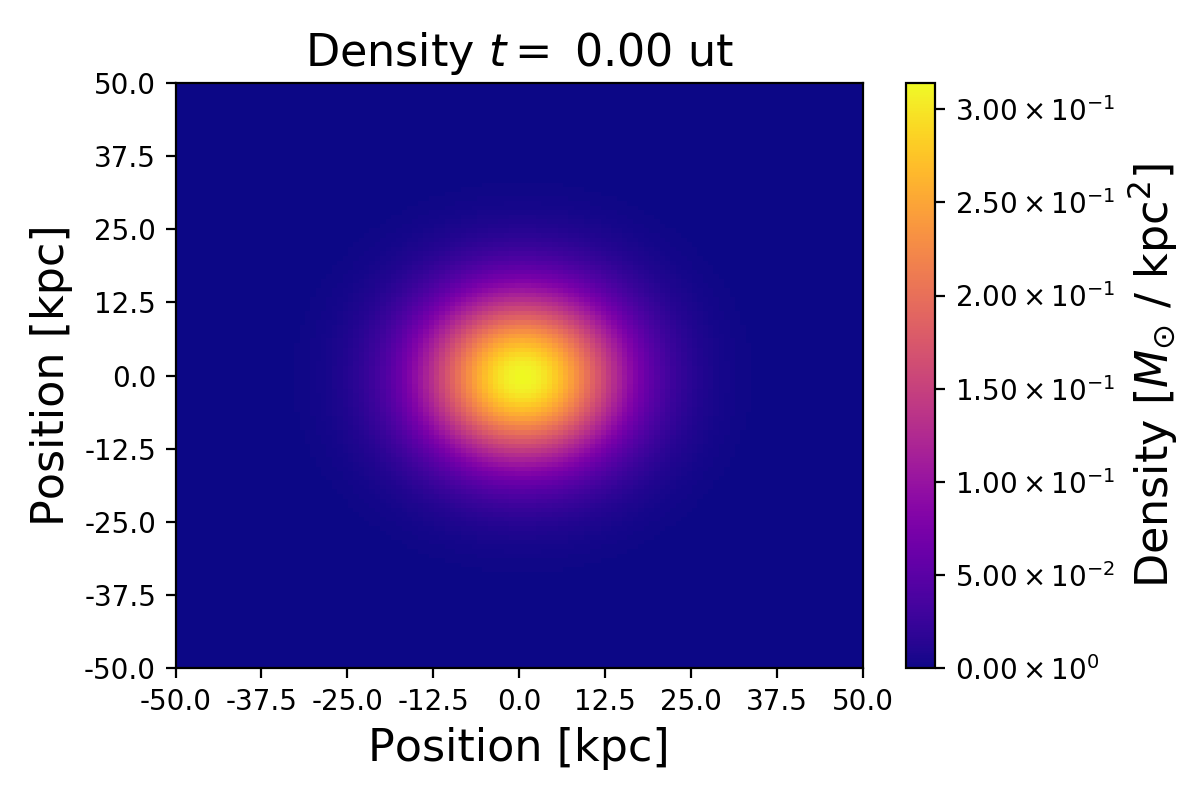 Density t = 0.00 ut
50.0
37.5
25.0
12.5
0.0
-12.5
-25.0
-37.5
-50.0
Position [kpc]
-50.0 -37.5 -25.0 -12.5 0.0 12.5 25.0 37.5 50.0
Position [kpc]
3.00 × 10⁻¹
2.50 × 10⁻¹
2.00 × 10⁻¹
1.50 × 10⁻¹
1.00 × 10⁻¹
5.00 × 10⁻²
0.00 × 10⁰
Density [M☉ / kpc²]